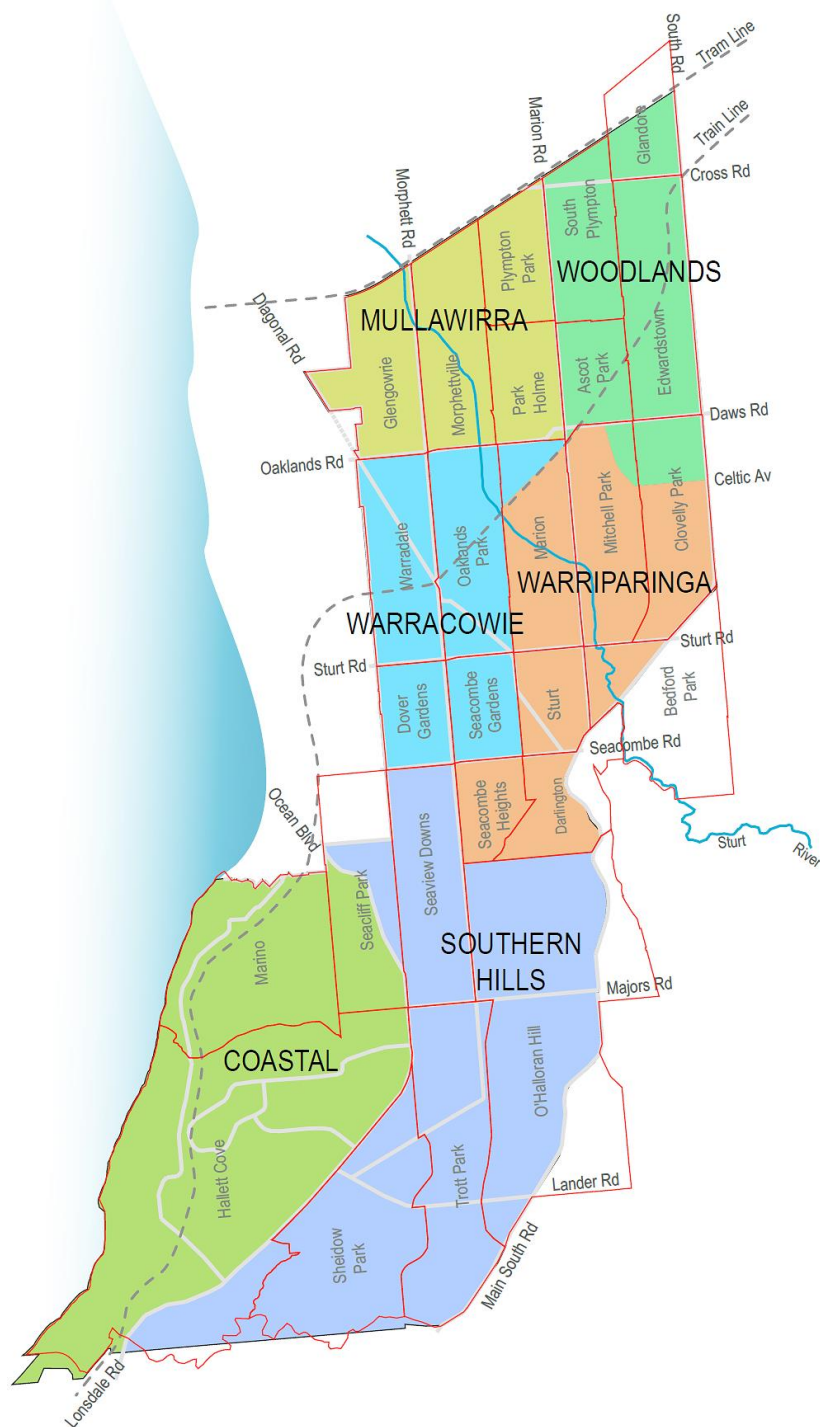 South Rd
Tram Line
Train Line
Glandore
Marion Rd
Cross Rd
Morphett Rd
South
Plympton
Plympton
Park
WOODLANDS
Diagonal Rd
MULLAWIRRA
Glengowrie
Morphettville
Park
Holme
Ascot
Park
Edwardstown
Daws Rd
Oaklands Rd
Celtic Av
Warradale
Oaklands
Park
Marion
Mitchell Park
Clovelly Park
WARRIPARINGA
WARRACOWIE
Sturt Rd
Sturt Rd
Dover
Gardens
Seacombe
Gardens
Sturt
Bedford
Park
Seacombe Rd
Ocean Blvd
Seaview Downs
Seacombe
Heights
Darlington
Sturt
River
Seacliff Park
Marino
SOUTHERN
HILLS
Majors Rd
COASTAL
O'Halloran Hill
Hallett Cove
Trott Park
Lander Rd
Sheidow
Park
Main South Rd
Lonsdale Rd